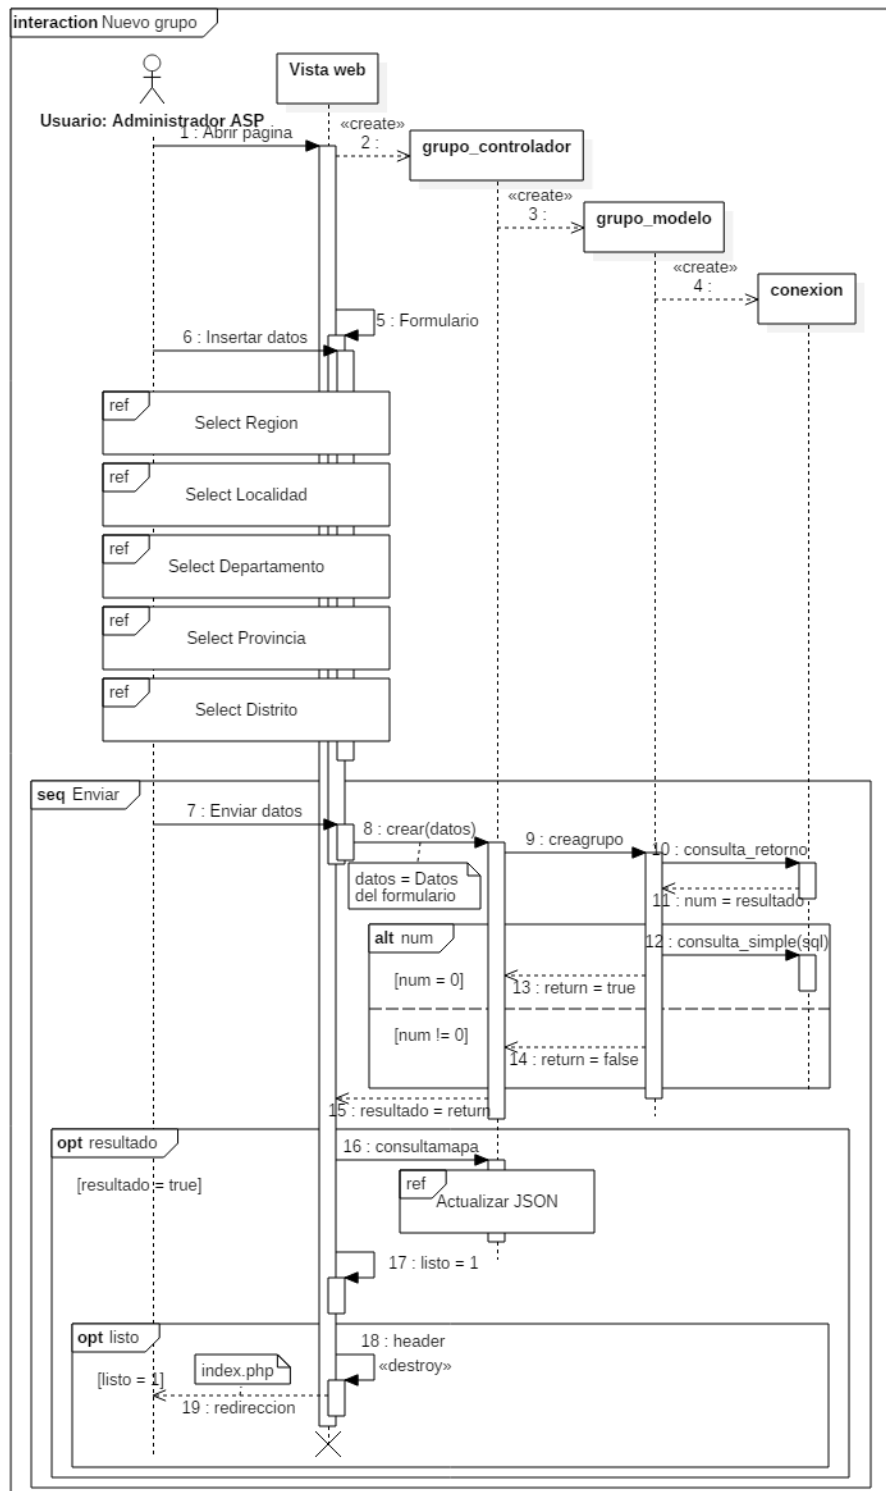 interaction Nuevo grupo
Vista web
Usuario: Administrador ASP
1 : Abrir pagina
«create»
2 :
grupo_controlador
«create»
3 :
grupo_modelo
«create»
4 :
conexion
5 : Formulario
6 : Insertar datos
ref
Select Region
ref
Select Localidad
ref
Select Departamento
ref
Select Provincia
ref
Select Distrito
seq Enviar
7 : Enviar datos
8 : crear(datos)
9 : creagrupo
10 : consulta_retorno
datos = Datos
del formulario
11 : num = resultado
alt num
12 : consulta_simple(sql)
[num = 0]
13 : return = true
[num != 0]
14 : return = false
15 : resultado = return
opt resultado
16 : consultamapa
[resultado = true]
ref
Actualizar JSON
17 : listo = 1
opt listo
18 : header
«destroy»
index.php
[listo = 1]
19 : redireccion